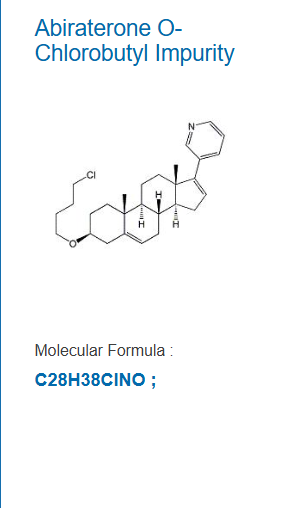 Abiraterone O-
Chlorobutyl Impurity
N
Cl
H
H
H
O
Molecular Formula :
C28H38ClNO ;